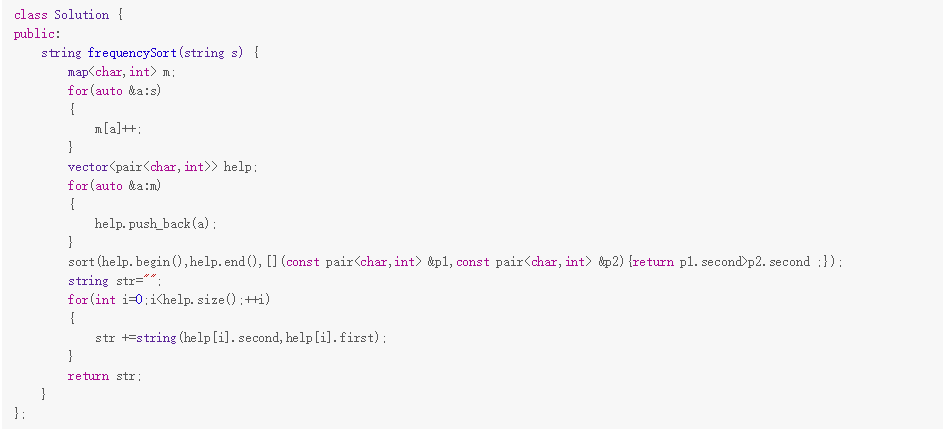 class Solution {
public:
    string frequencySort(string s) {
        map<char,int> m;
        for(auto &a:s)
        {
            m[a]++;
        }
        vector<pair<char,int>> help;
        for(auto &a:m)
        {
            help.push_back(a);
        }
        sort(help.begin(),help.end(),[](const pair<char,int> &p1,const pair<char,int> &p2){return p1.second>p2.second ;});
        string str="";
        for(int i=0;i<help.size();++i)
        {
            str +=string(help[i].second,help[i].first);
        }
        return str;
    }
};